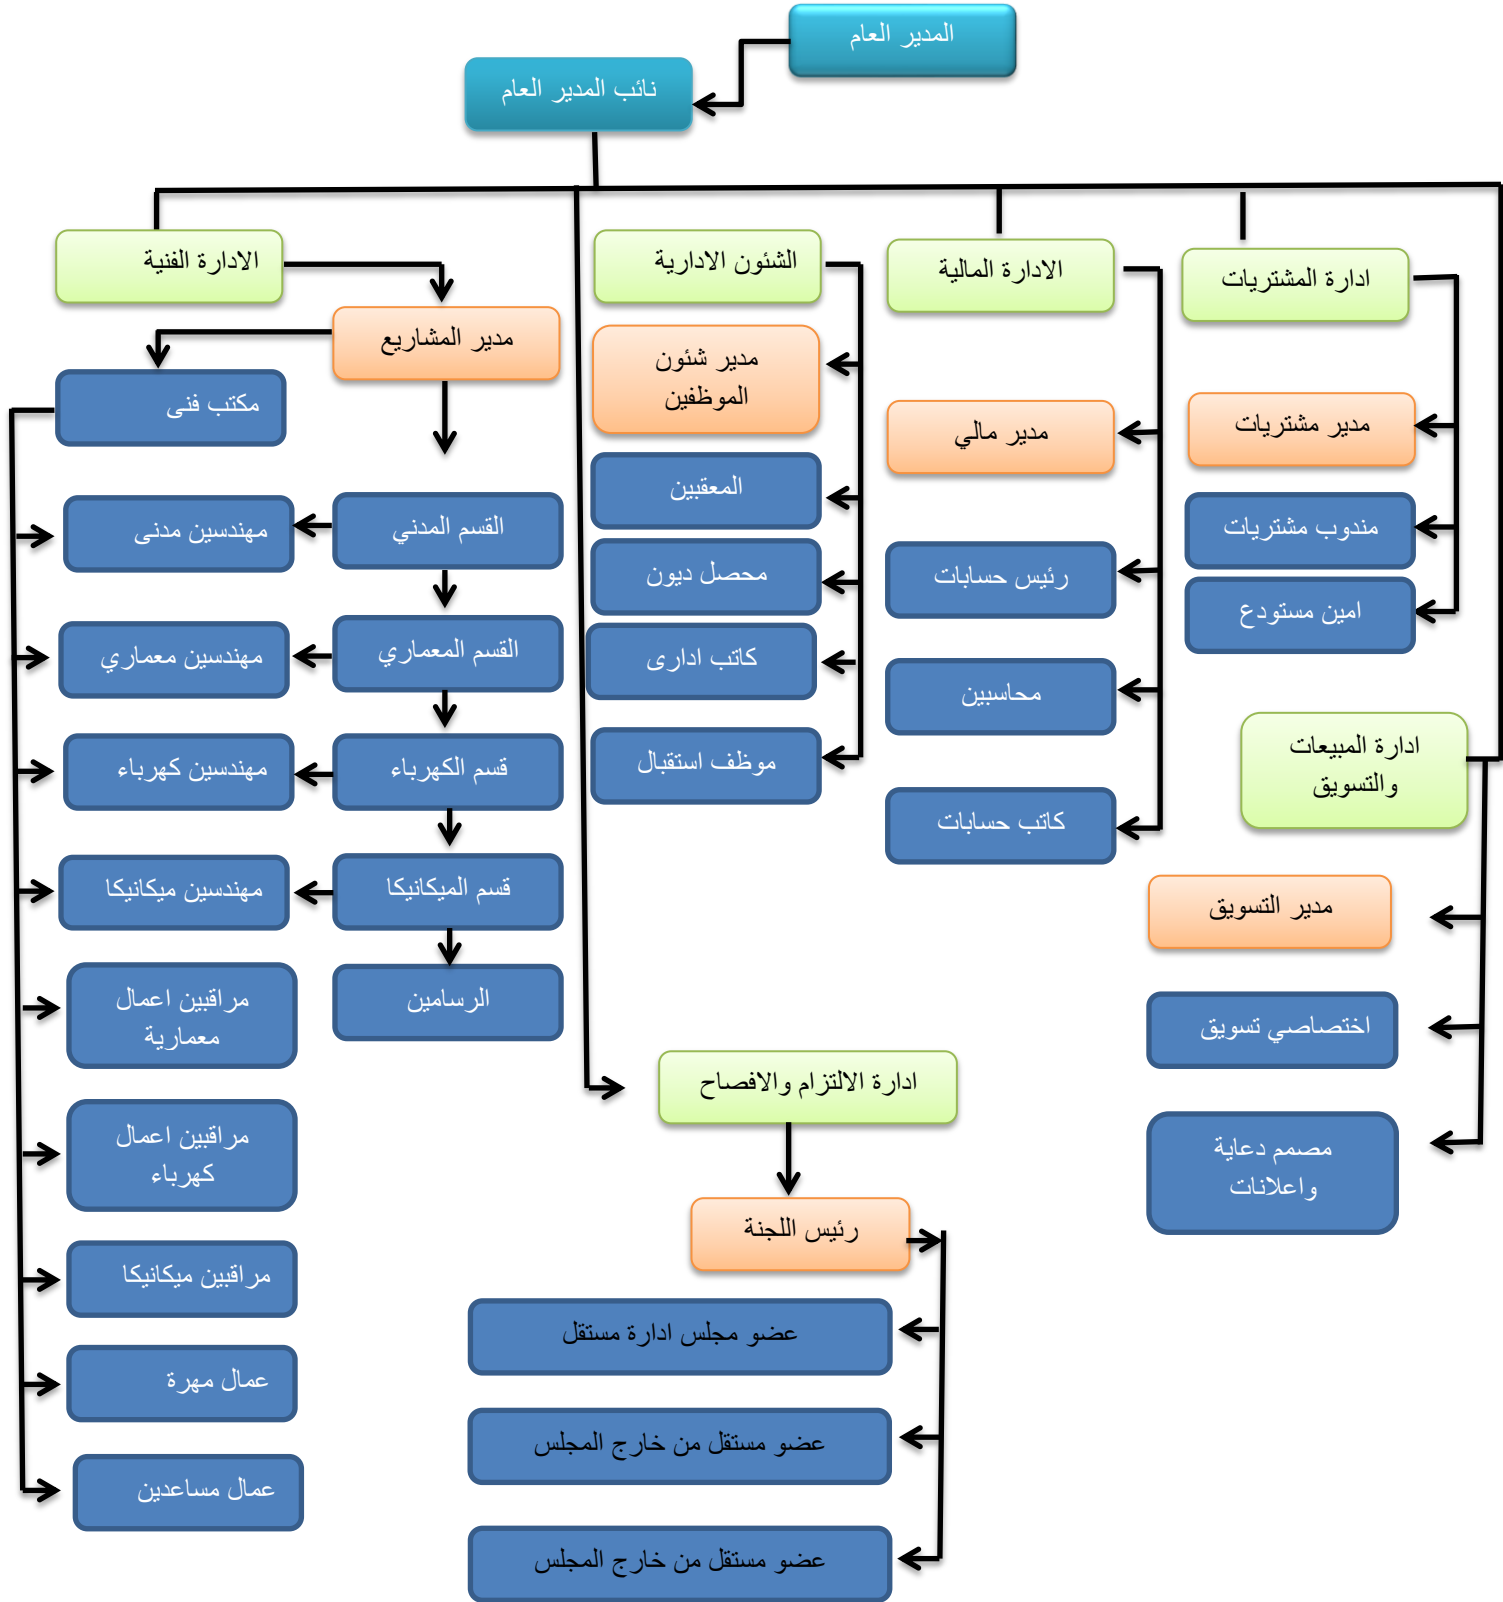 المدير العام
نائب المدير العام
ادارة المشتريات
مدير مشتريات
مندوب مشتريات
امين مستودع
ادارة المبيعات
والتسويق
مدير التسويق
اختصاصي تسويق
مصمم دعاية
واعلانات
الادارة المالية
مدير مالي
رئيس حسابات
محاسبين
كاتب حسابات
الشئون الادارية
مدير شئون
الموظفين
المعقبين
محصل ديون
كاتب ادارى
موظف استقبال
ادارة الالتزام والافصاح
رئيس اللجنة
عضو مجلس ادارة مستقل
عضو مستقل من خارج المجلس
عضو مستقل من خارج المجلس
الادارة الفنية
مدير المشاريع
القسم المدني
القسم المعماري
قسم الكهرباء
قسم الميكانيكا
الرسامين
مكتب فنى
مهندسين مدنى
مهندسين معماري
مهندسين كهرباء
مهندسين ميكانيكا
مراقبين اعمال
معمارية
مراقبين اعمال
كهرباء
مراقبين ميكانيكا
عمال مهرة
عمال مساعدين